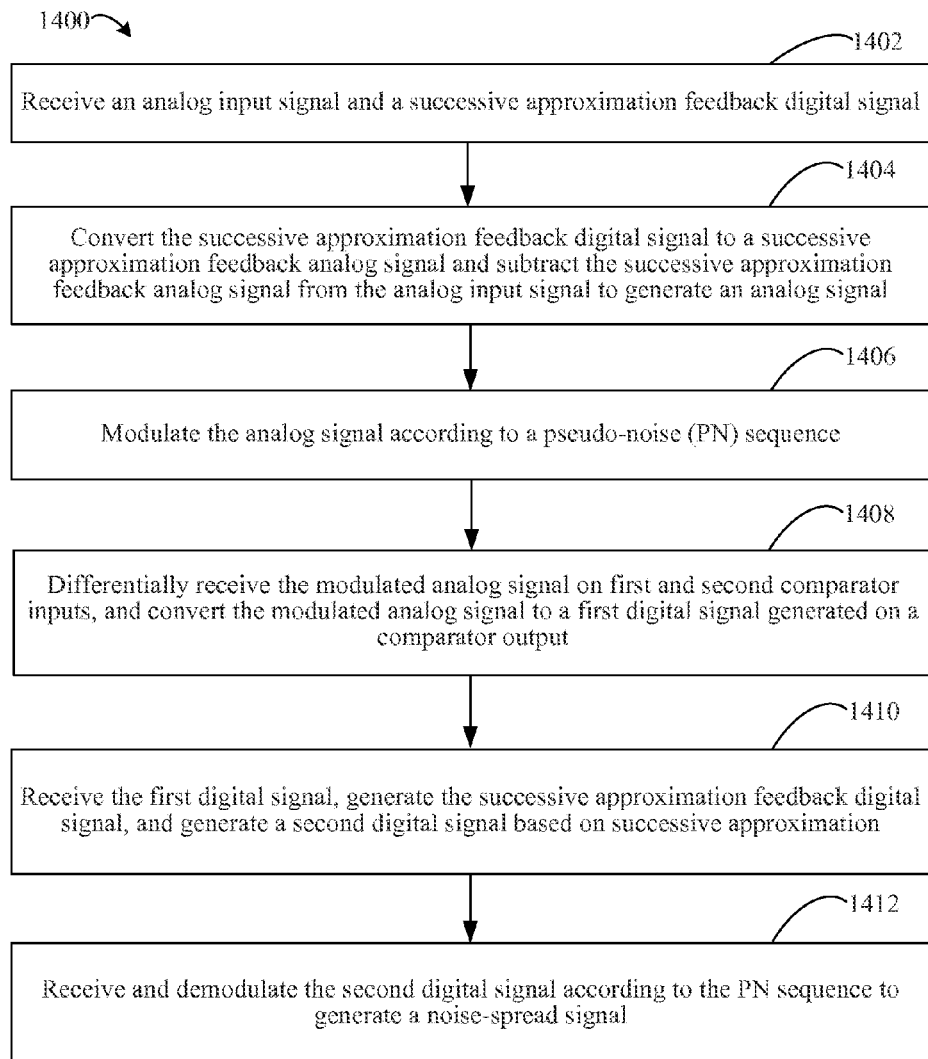 1400
1402
Receive an analog input signal and a successive approximation feedback digital signal
1404
Convert the successive approximation feedback digital signal to a successive
approximation feedback analog signal and subtract the successive approximation
feedback analog signal from the analog input signal to generate an analog signal
1406
Modulate the analog signal according to a pseudo-noise (PN) sequence
1408
Differentially receive the modulated analog signal on first and second comparator
inputs, and convert the modulated analog signal to a first digital signal generated on a
comparator output
1410
Receive the first digital signal, generate the successive approximation feedback digital
signal, and generate a second digital signal based on successive approximation
1412
Receive and demodulate the second digital signal according to the PN sequence to
generate a noise-spread signal